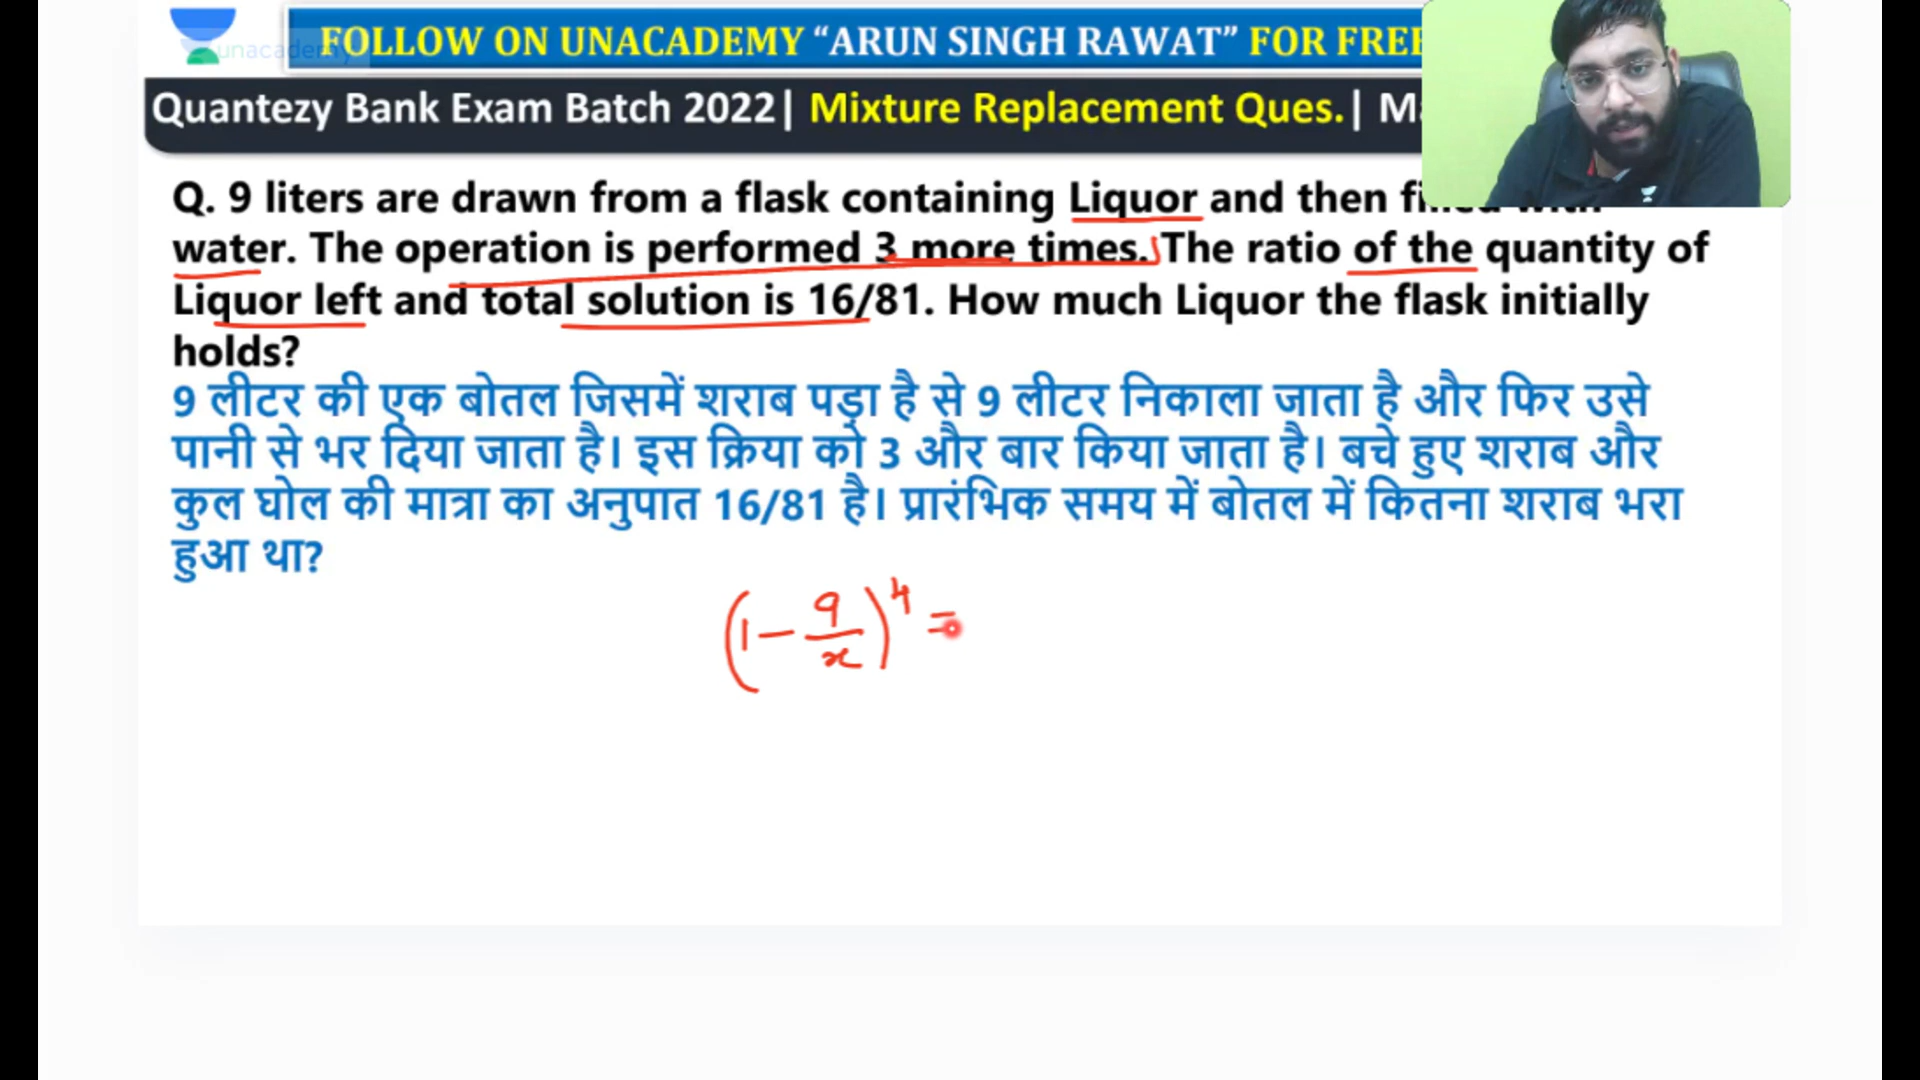 unacademy
FOLLOW ON UNACADEMY “ARUN SINGH RAWAT” FOR FREE
Quantezy Bank Exam Batch 2022| Mixture Replacement Ques.| Ma
Q. 9 liters are drawn from a flask containing Liquor and then filled with
water. The operation is performed 3 more times. The ratio of the quantity of
Liquor left and total solution is 16/81. How much Liquor the flask initially
holds?
9 लीटर की एक बोतल जिसमें शराब पड़ा है से 9 लीटर निकाला जाता है और फिर उसे
पानी से भर दिया जाता है। इस क्रिया को 3 और बार किया जाता है। बचे हुए शराब और
कुल घोल की मात्रा का अनुपात 16/81 है। प्रारंभिक समय में बोतल में कितना शराब भरा
हुआ था?
(1 - 9/x)^4 =